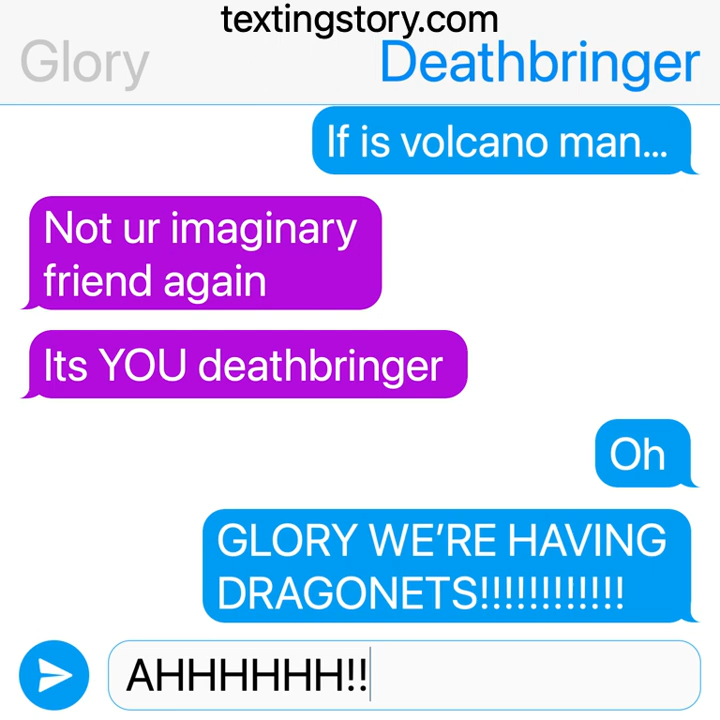 textingstory.com
Glory
Deathbringer
If is volcano man...
Not ur imaginary
friend again
Its YOU deathbringer
Oh
GLORY WE’RE HAVING
DRAGONETS!!!!!!!!!!!!
AHHHHHH!!